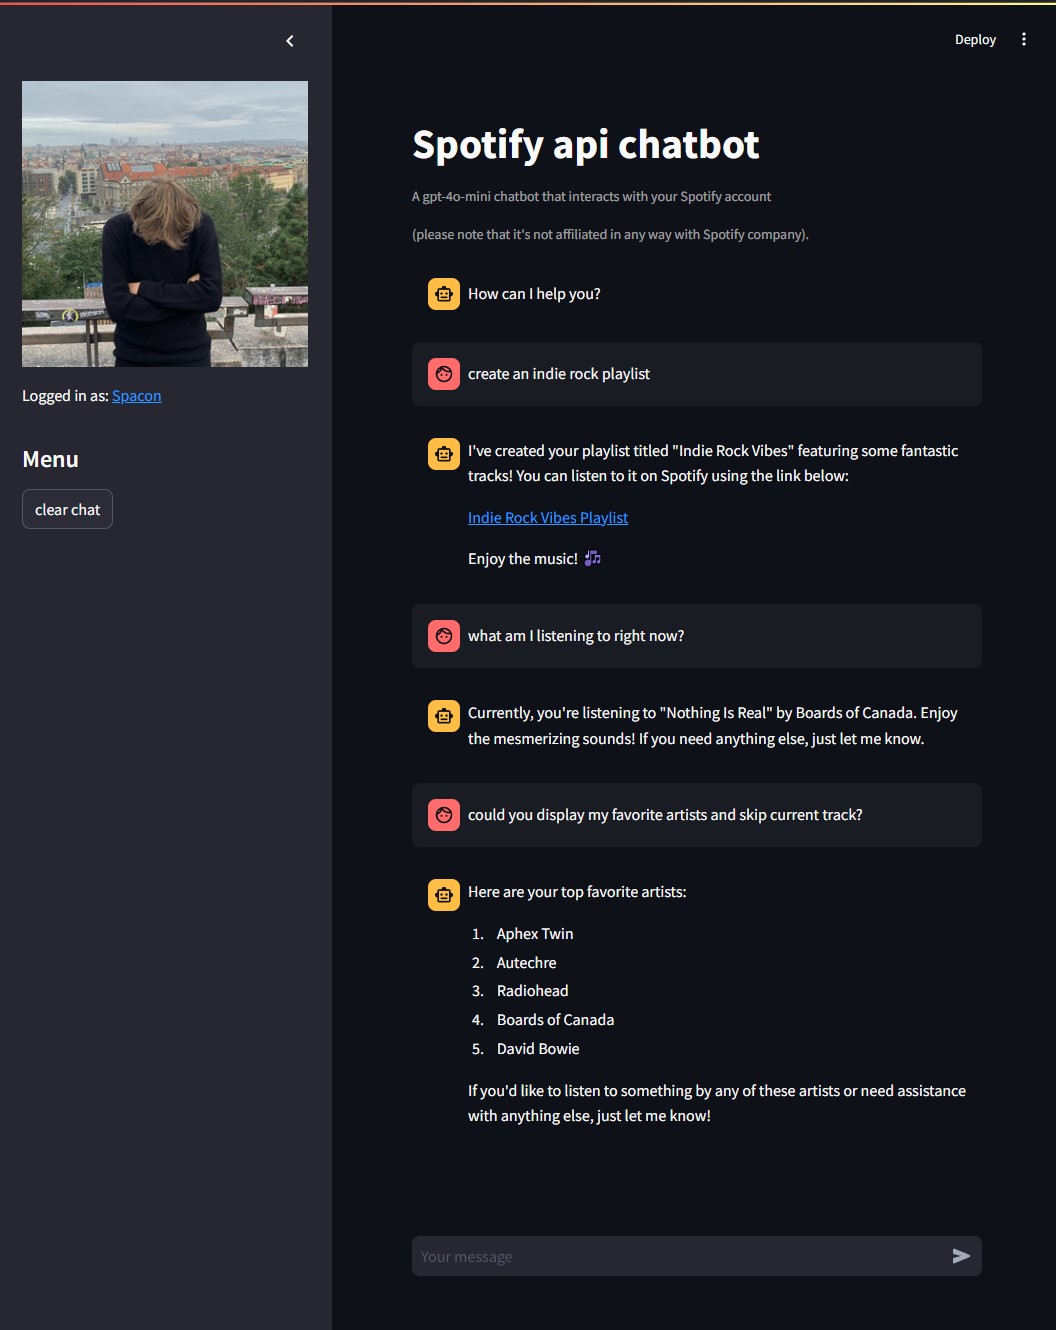 Deploy
Spotify api chatbot
A gpt-4o-mini chatbot that interacts with your Spotify account
(please note that it's not affiliated in any way with Spotify company).
Logged in as: Spacon
Menu
clear chat
How can I help you?
create an indie rock playlist
I've created your playlist titled "Indie Rock Vibes" featuring some fantastic
tracks! You can listen to it on Spotify using the link below:
Indie Rock Vibes Playlist
Enjoy the music! 🎶
what am I listening to right now?
Currently, you're listening to "Nothing Is Real" by Boards of Canada. Enjoy
the mesmerizing sounds! If you need anything else, just let me know.
could you display my favorite artists and skip current track?
Here are your top favorite artists:
1. Aphex Twin
2. Autechre
3. Radiohead
4. Boards of Canada
5. David Bowie
If you'd like to listen to something by any of these artists or need assistance
with anything else, just let me know!
Your message